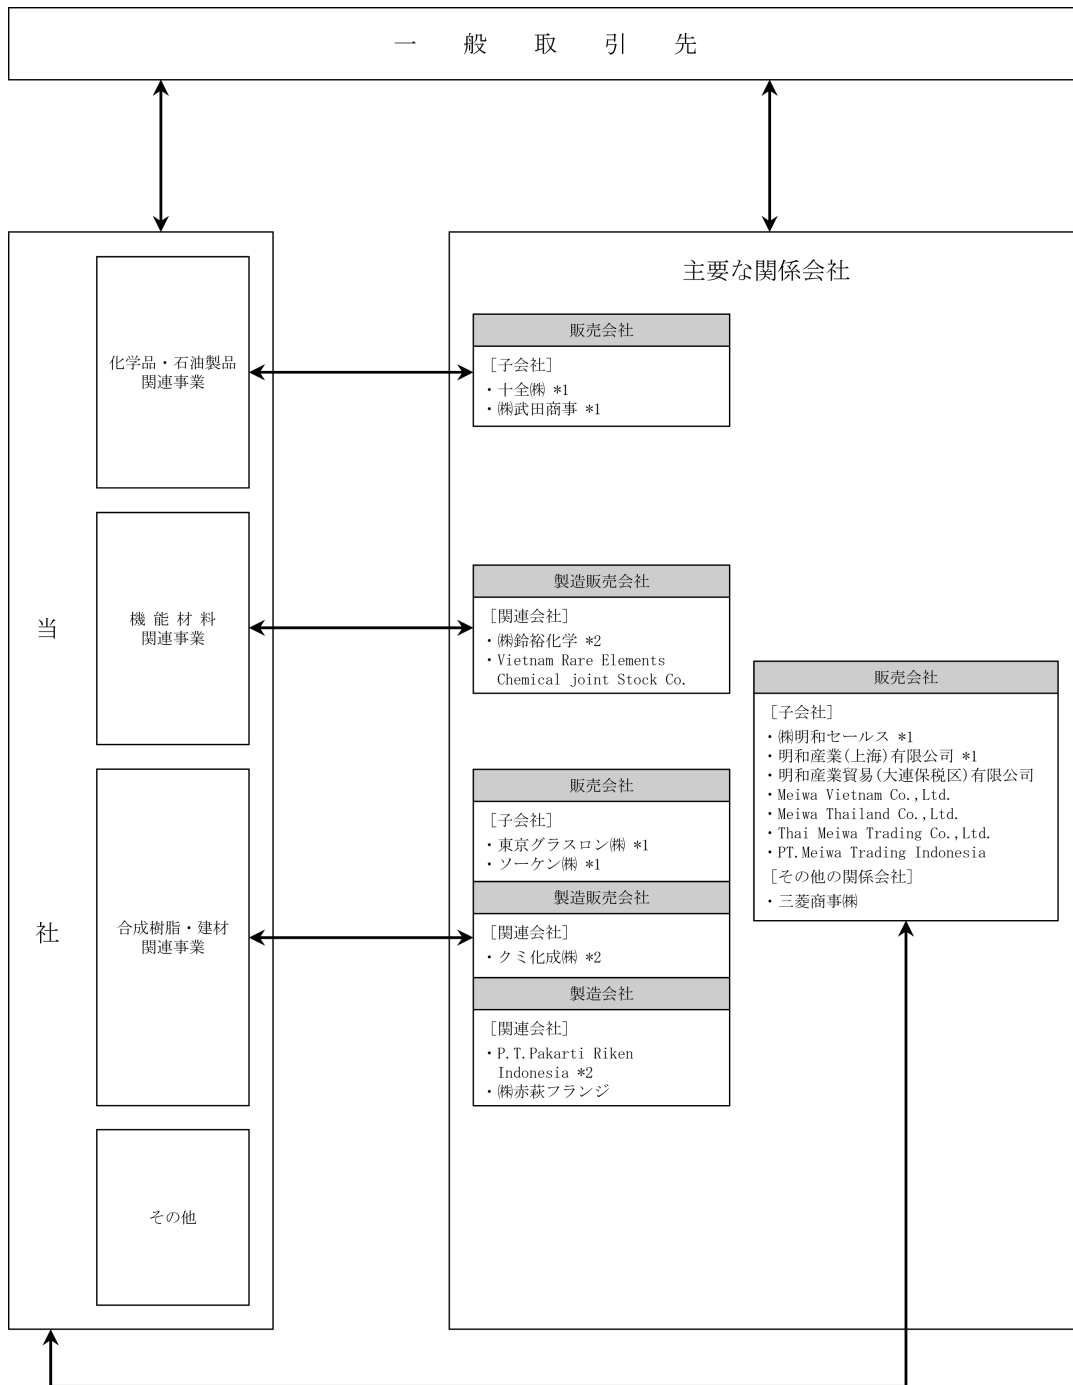 一般取引先
当社
化学品・石油製品
関連事業
機能材料
関連事業
合成樹脂・建材
関連事業
その他
主要な関係会社
販売会社
［子会社］
・十全㈱ *1
・㈱武田商事 *1
製造販売会社
［関連会社］
・㈱鈴裕化学 *2
・Vietnam Rare Elements
Chemical joint Stock Co.
販売会社
［子会社］
・東京グラスロン㈱ *1
・ソーケン㈱ *1
製造販売会社
［関連会社］
・クミ化成㈱ *2
製造会社
［関連会社］
・P.T.Pakarti Riken
Indonesia *2
・㈱赤萩フランジ
販売会社
［子会社］
・㈱明和セールス *1
・明和産業(上海)有限公司 *1
・明和産業貿易(大連保税区)有限公司
・Meiwa Vietnam Co.,Ltd.
・Meiwa Thailand Co.,Ltd.
・Thai Meiwa Trading Co.,Ltd.
・PT.Meiwa Trading Indonesia
［その他の関係会社］
・三菱商事㈱